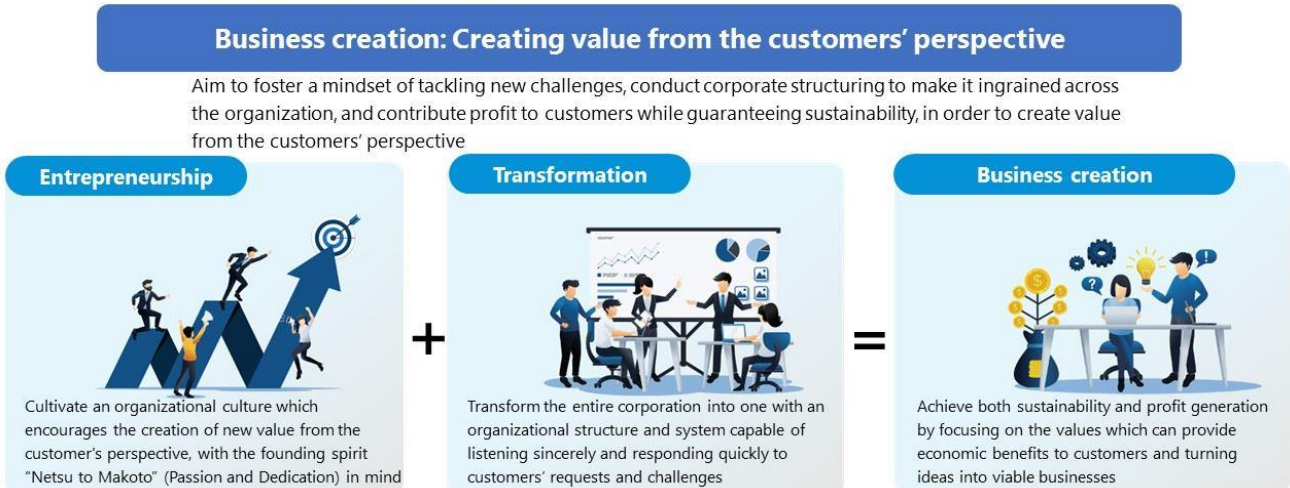 Business creation: Creating value from the customers' perspective
Aim to foster a mindset of tackling new challenges, conduct corporate structuring to make it ingrained across
the organization, and contribute profit to customers while guaranteeing sustainability, in order to create value
from the customers' perspective
Entrepreneurship
Cultivate an organizational culture which
encourages the creation of new value from the
customer's perspective, with the founding spirit
"Netsu to Makoto" (Passion and Dedication) in mind
+
Transformation
Transform the entire corporation into one with an
organizational structure and system capable of
listening sincerely and responding quickly to
customers' requests and challenges
=
Business creation
$
?
!
Achieve both sustainability and profit generation
by focusing on the values which can provide
economic benefits to customers and turning
ideas into viable businesses